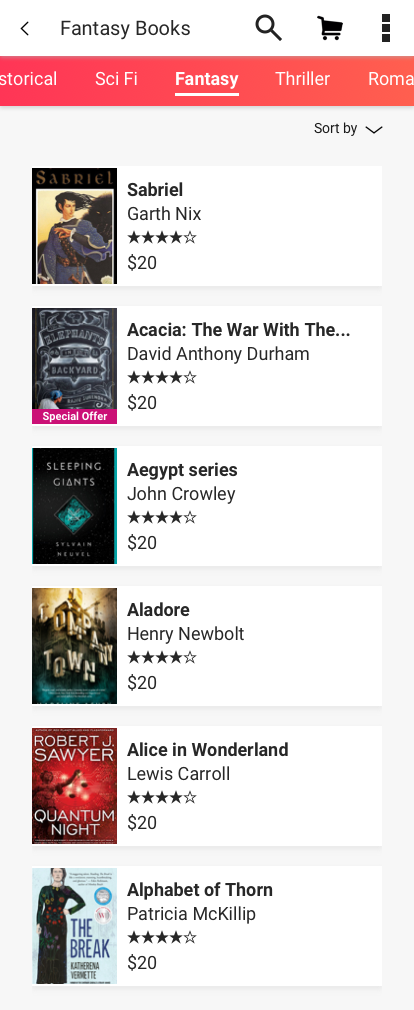 Fantasy Books
storical Sci Fi Fantasy Thriller Roma
Sort by
SABRIEL
Sabriel
Garth Nix
$20
ELEPHANTS
BACKYARD
Special Offer
Acacia: The War With The...
David Anthony Durham
$20
SLEEPING
GIANTS
SYLVAIN
NEUVEL
Aegypt series
John Crowley
$20
COMPANY
TOWN
Aladore
Henry Newbolt
$20
ROBERT J.
SAWYER
QUANTUM
NIGHT
Alice in Wonderland
Lewis Carroll
$20
THE
BREAK
KATHERENA
VERMETTE
Alphabet of Thorn
Patricia McKillip
$20